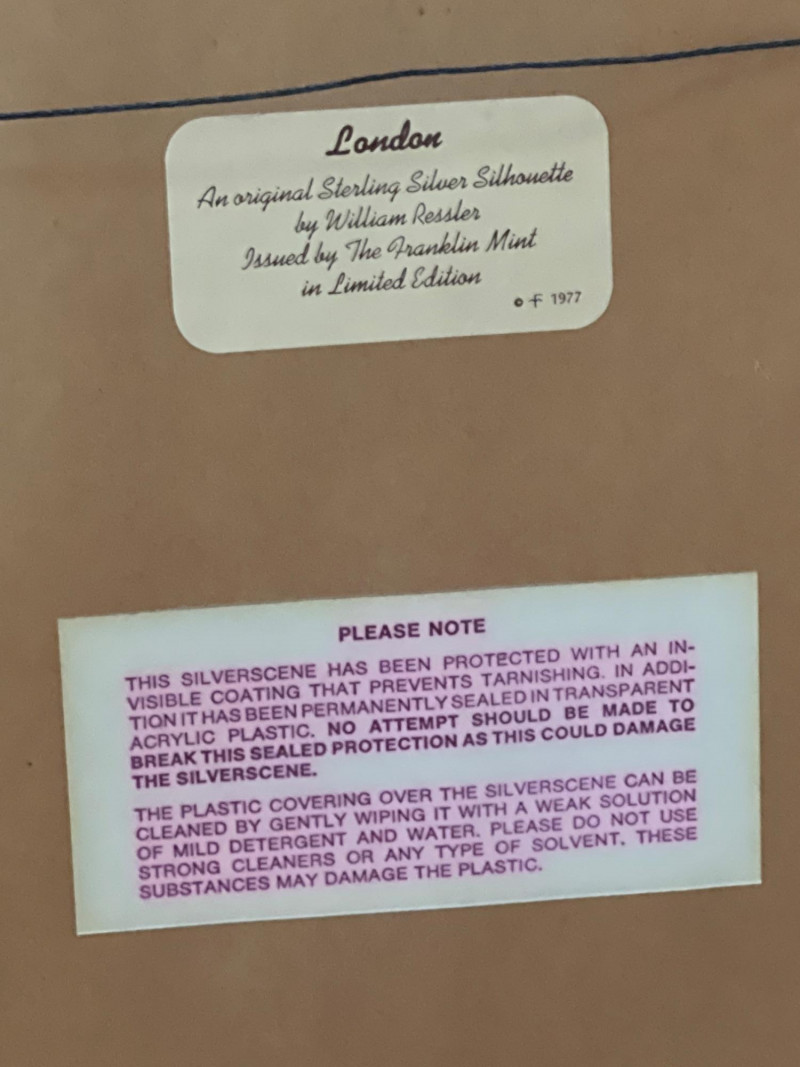 London
An original Sterling Silver Silhouette
by William Ressler
Issued by The Franklin Mint
in Limited Edition
© F 1977
PLEASE NOTE
THIS SILVERSCENE HAS BEEN PROTECTED WITH AN IN-
VISIBLE COATING THAT PREVENTS TARNISHING. IN ADDI-
TION IT HAS BEEN PERMANENTLY SEALED IN TRANSPARENT
ACRYLIC PLASTIC. NO ATTEMPT SHOULD BE MADE TO
BREAK THIS SEALED PROTECTION AS THIS COULD DAMAGE
THE SILVERSCENE.
THE PLASTIC COVERING OVER THE SILVERSCENE CAN BE
CLEANED BY GENTLY WIPING IT WITH A WEAK SOLUTION
OF MILD DETERGENT AND WATER. PLEASE DO NOT USE
STRONG CLEANERS OR ANY TYPE OF SOLVENT. THESE
SUBSTANCES MAY DAMAGE THE PLASTIC.